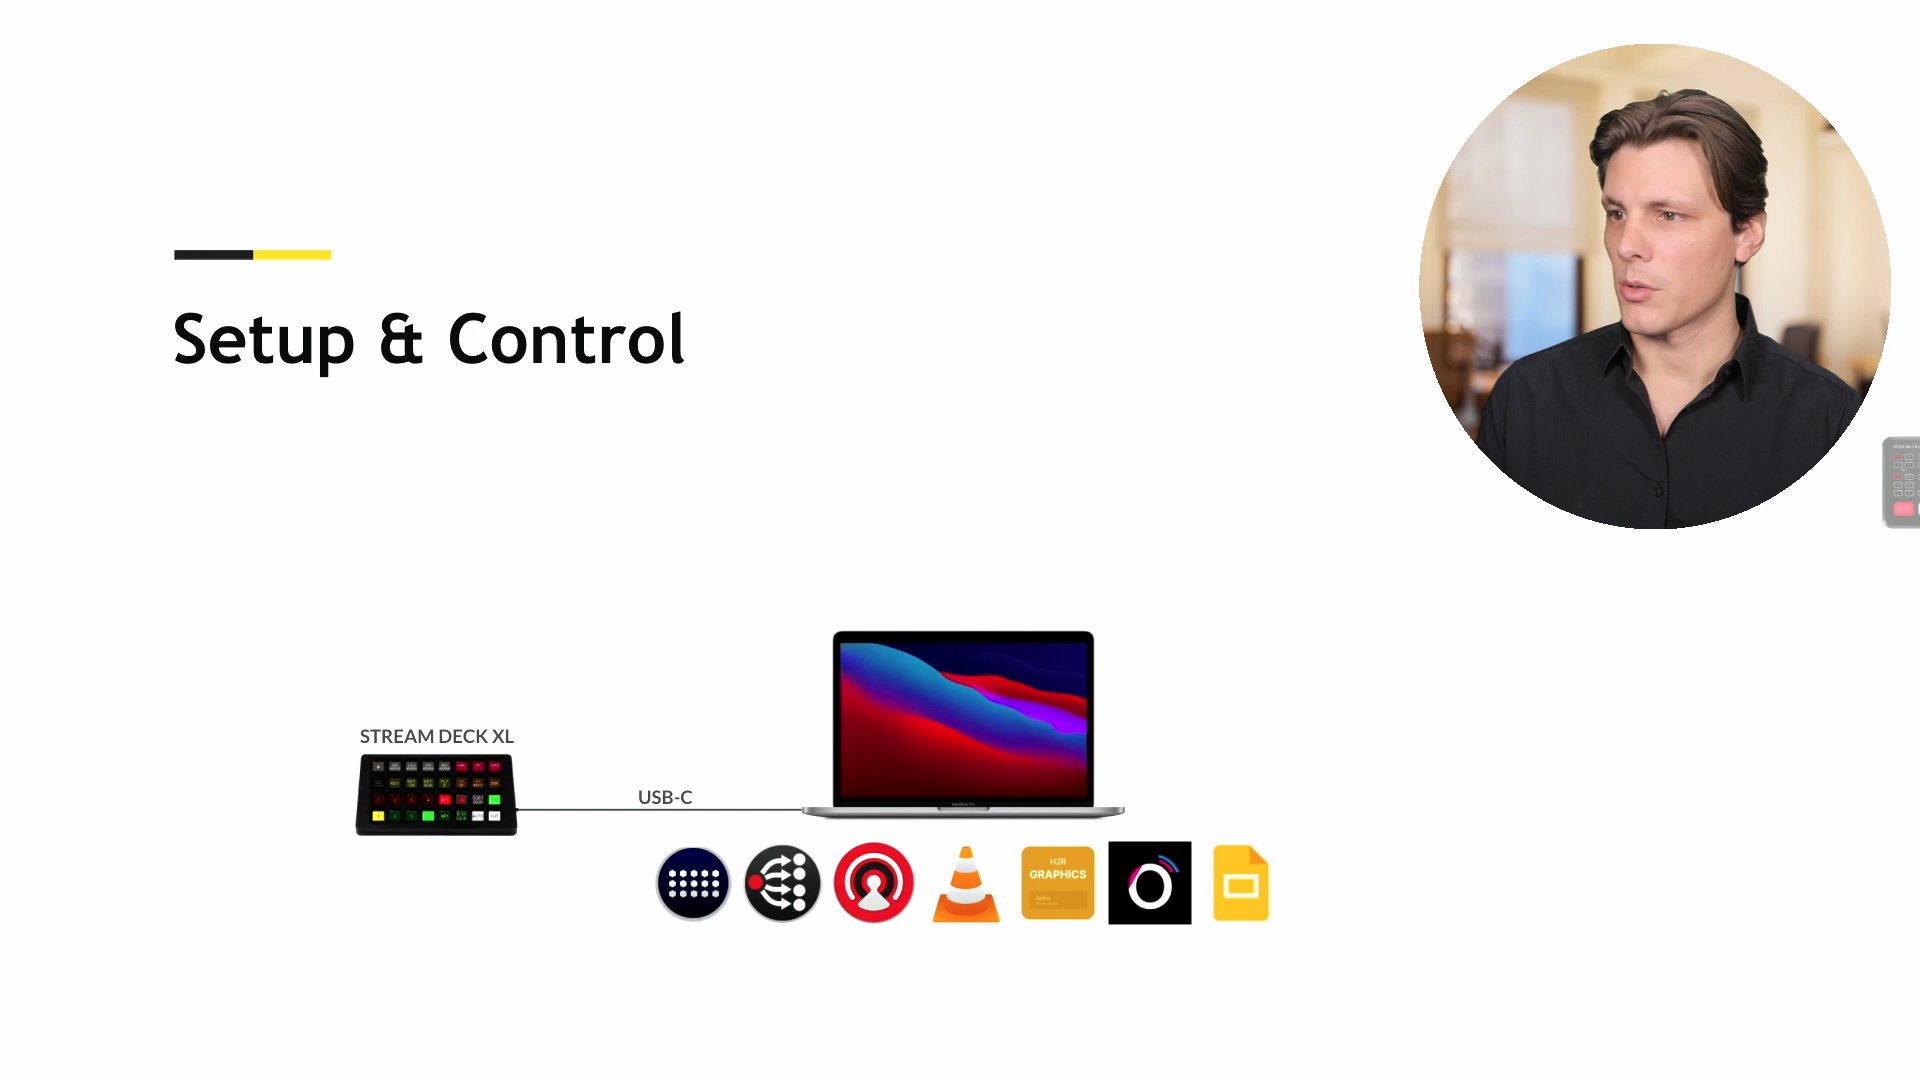 Setup & Control
STREAM DECK XL
USB-C
H2R
GRAPHICS